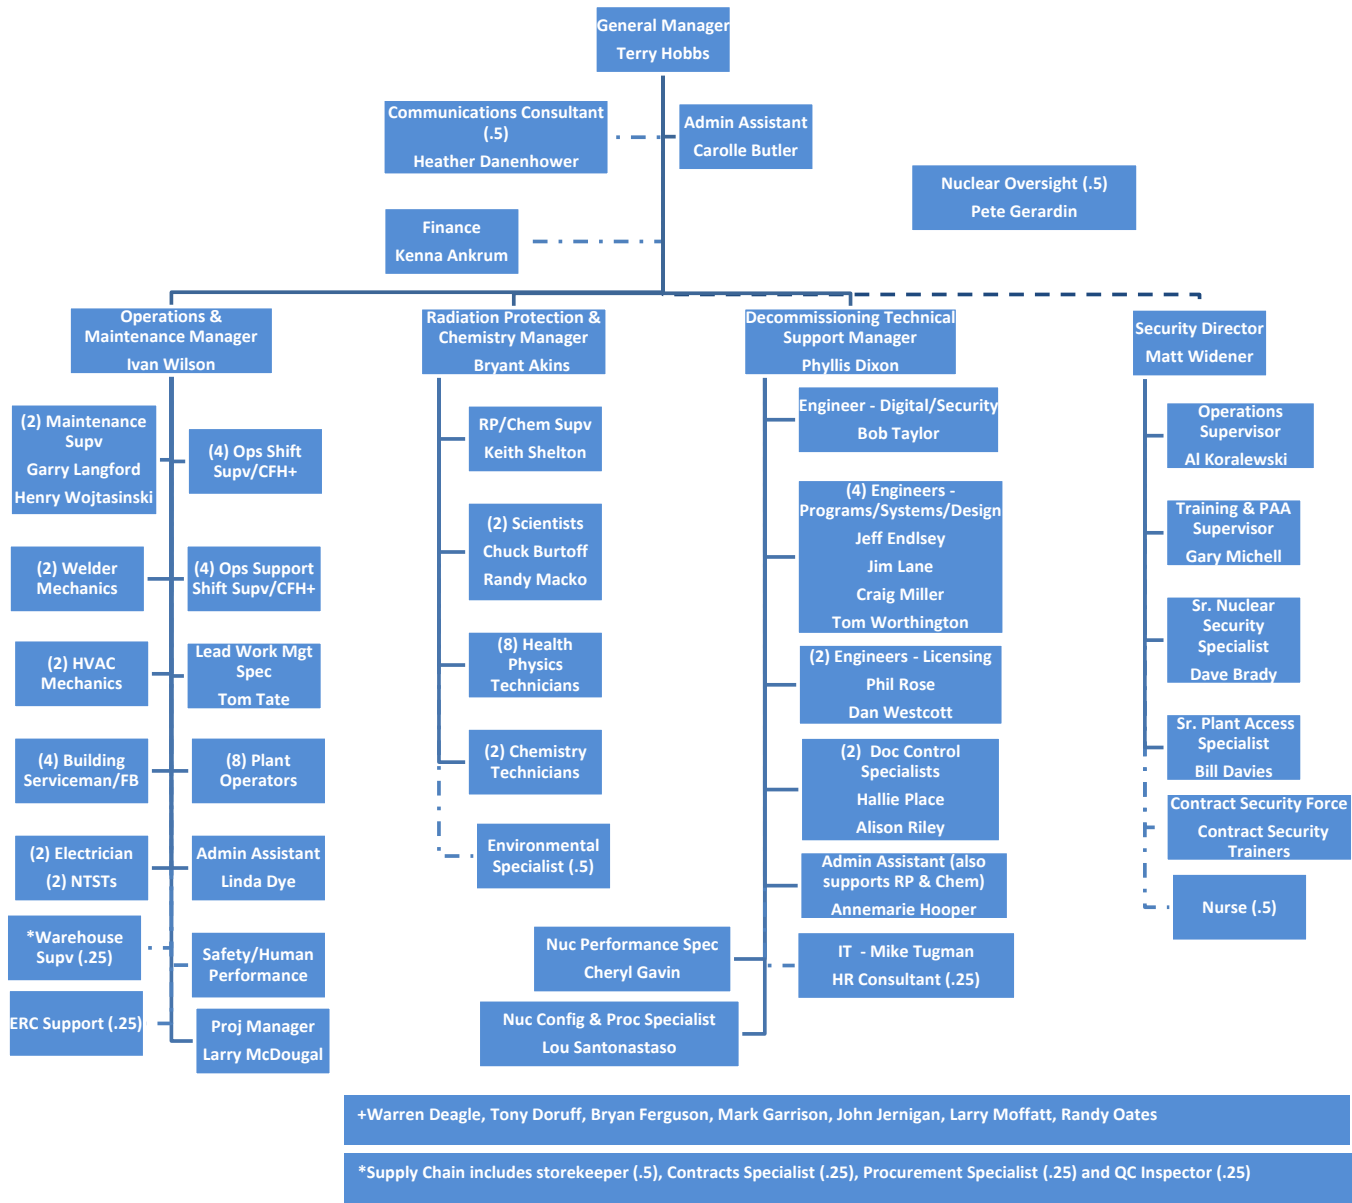 General Manager
Terry Hobbs
Communications Consultant
(.5)
Heather Danenhower
Admin Assistant
Carolle Butler
Nuclear Oversight (.5)
Pete Gerardin
Finance
Kenna Ankrum
Operations &
Maintenance Manager
Ivan Wilson
Radiation Protection &
Chemistry Manager
Bryant Akins
Decommissioning Technical
Support Manager
Phyllis Dixon
Security Director
Matt Widener
(2) Maintenance
Supv
Garry Langford
Henry Wojtasinski
(4) Ops Shift
Supv/CFH+
(2) Welder
Mechanics
(4) Ops Support
Shift Supv/CFH+
(2) HVAC
Mechanics
Lead Work Mgt
Spec
Tom Tate
(4) Building
Serviceman/FB
(8) Plant
Operators
(2) Electrician
(2) NTSTs
Admin Assistant
Linda Dye
*Warehouse
Supv (.25)
Safety/Human
Performance
ERC Support (.25)
Proj Manager
Larry McDougal
RP/Chem Supv
Keith Shelton
(2) Scientists
Chuck Burtoff
Randy Macko
(8) Health
Physics
Technicians
(2) Chemistry
Technicians
Environmental
Specialist (.5)
Engineer - Digital/Security
Bob Taylor
(4) Engineers -
Programs/Systems/Design
Jeff Endlsey
Jim Lane
Craig Miller
Tom Worthington
(2) Engineers - Licensing
Phil Rose
Dan Westcott
(2) Doc Control
Specialists
Hallie Place
Alison Riley
Admin Assistant (also
supports RP & Chem)
Annemarie Hooper
Nuc Performance Spec
Cheryl Gavin
IT - Mike Tugman
HR Consultant (.25)
Nuc Config & Proc Specialist
Lou Santonastaso
Operations
Supervisor
Al Koralewski
Training & PAA
Supervisor
Gary Michell
Sr. Nuclear
Security
Specialist
Dave Brady
Sr. Plant Access
Specialist
Bill Davies
Contract Security Force
Contract Security
Trainers
Nurse (.5)
+Warren Deagle, Tony Doruff, Bryan Ferguson, Mark Garrison, John Jernigan, Larry Moffatt, Randy Oates
*Supply Chain includes storekeeper (.5), Contracts Specialist (.25), Procurement Specialist (.25) and QC Inspector (.25)